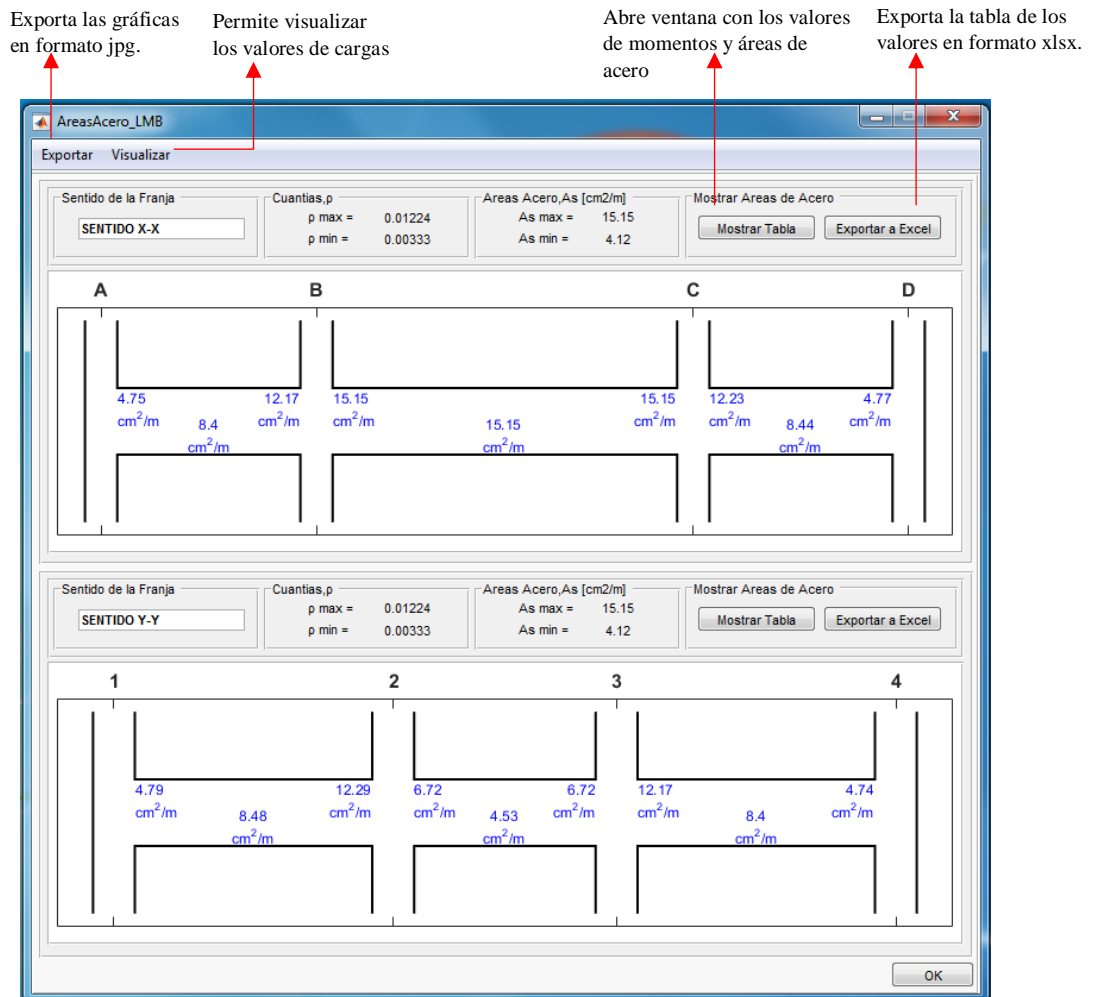 Exporta las gráficas
en formato jpg.
Permite visualizar
los valores de cargas
Abre ventana con los valores
de momentos y áreas de
acero
Exporta la tabla de los
valores en formato xlsx.
AreasAcero_LMB
Exportar Visualizar
Sentido de la Franja
SENTIDO X-X
Cuantias,ρ
ρ max = 0.01224
ρ min = 0.00333
Areas Acero,As [cm2/m]
As max = 15.15
As min = 4.12
Mostrar Areas de Acero
Mostrar Tabla Exportar a Excel
A B C D
4.75 12.17 15.15 15.15 12.23 4.77
cm²/m 8.4 cm²/m cm²/m 15.15 cm²/m cm²/m 8.44 cm²/m
cm²/m cm²/m cm²/m
Sentido de la Franja
SENTIDO Y-Y
Cuantias,ρ
ρ max = 0.01224
ρ min = 0.00333
Areas Acero,As [cm2/m]
As max = 15.15
As min = 4.12
Mostrar Areas de Acero
Mostrar Tabla Exportar a Excel
1 2 3 4
4.79 12.29 6.72 6.72 12.17 4.74
cm²/m 8.48 cm²/m cm²/m 4.53 cm²/m cm²/m 8.4 cm²/m
cm²/m cm²/m cm²/m
OK